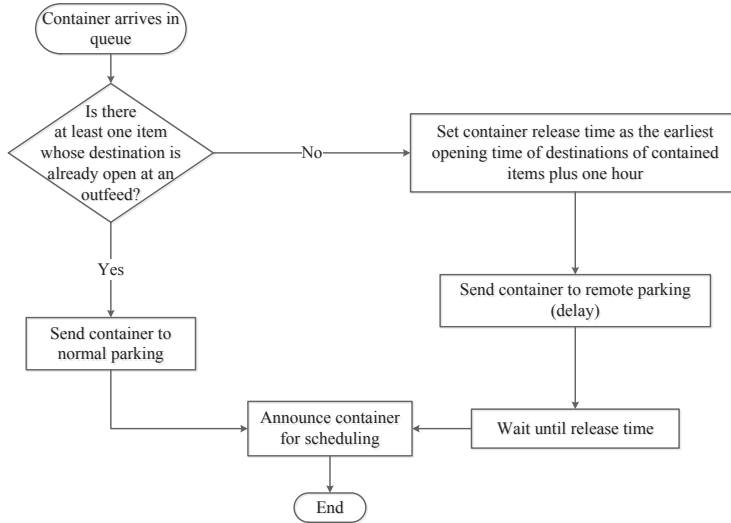 Container arrives in
queue
Is there
at least one item
whose destination is
already open at an
outfeed?
No
Set container release time as the earliest
opening time of destinations of contained
items plus one hour
Yes
Send container to remote parking
(delay)
Send container to
normal parking
Announce container
for scheduling
Wait until release time
End